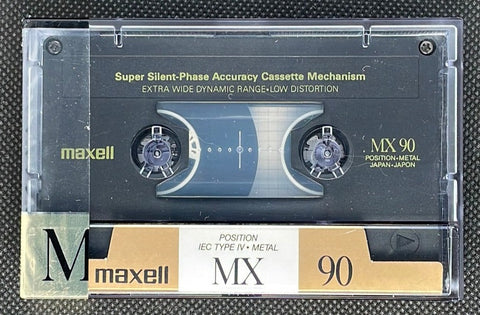 Super Silent-Phase Accuracy Cassette Mechanism
EXTRA WIDE DYNAMIC RANGE•LOW DISTORTION
maxell
MX 90
POSITION•METAL
JAPAN•JAPON
A
POSITION
IEC TYPE IV • METAL
M
maxell
MX
90